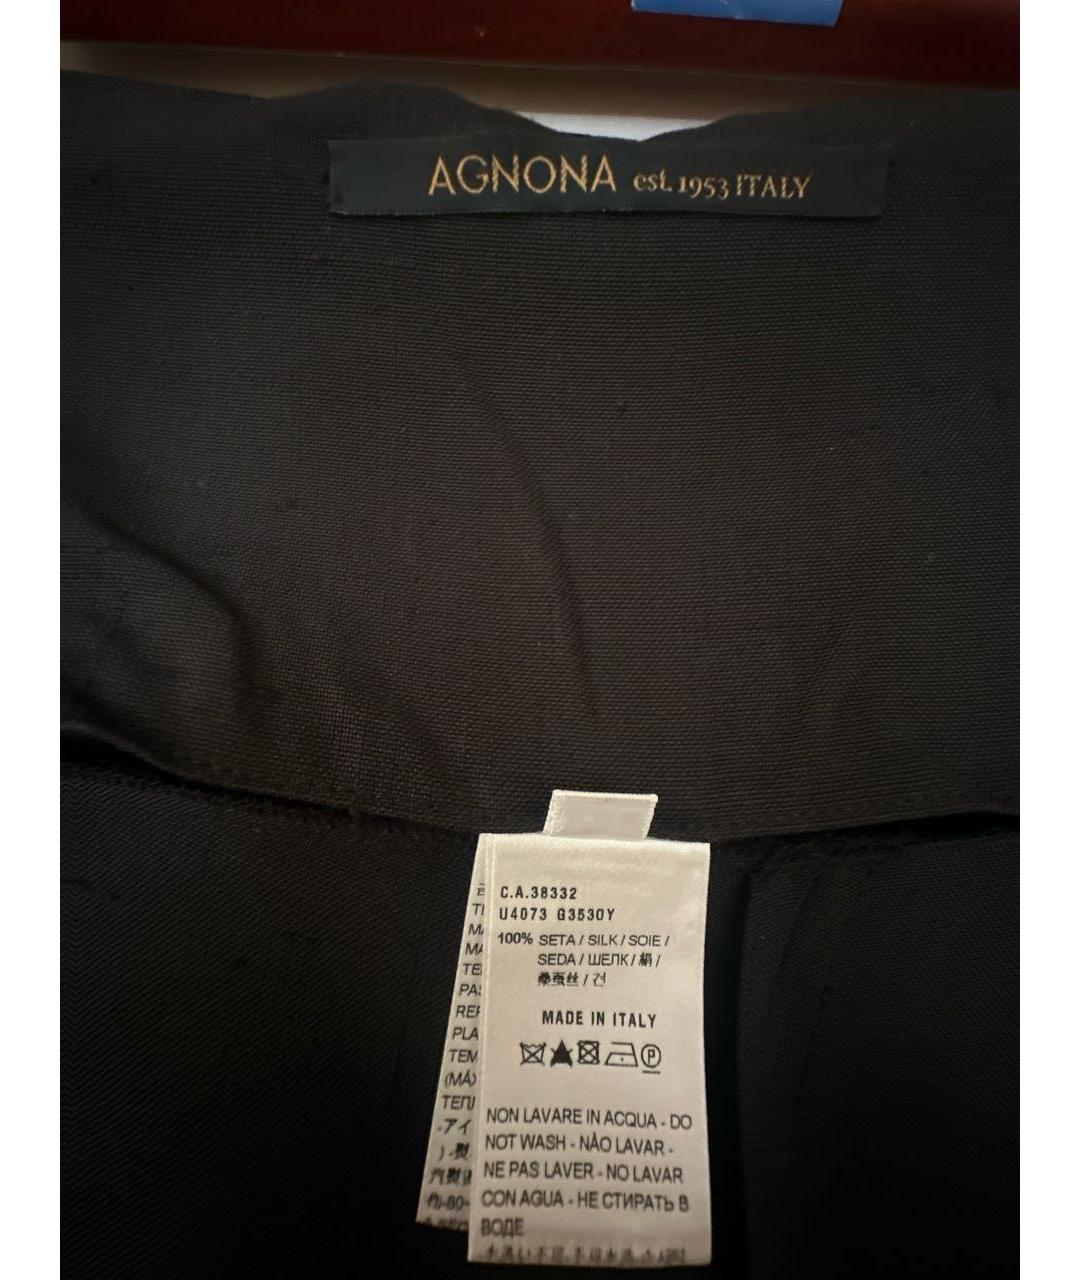 AGNONA est. 1953 ITALY
C.A.38332
U4073 G3530Y
100% SETA / SILK / SOIE /
SEDA / ШЕЛК / 絹 /
桑蚕丝 / 견
MADE IN ITALY
P
NON LAVARE IN ACQUA - DO
NOT WASH - NÃO LAVAR -
NE PAS LAVER - NO LAVAR
CON AGUA - НЕ СТИРАТЬ В
ВОДЕ